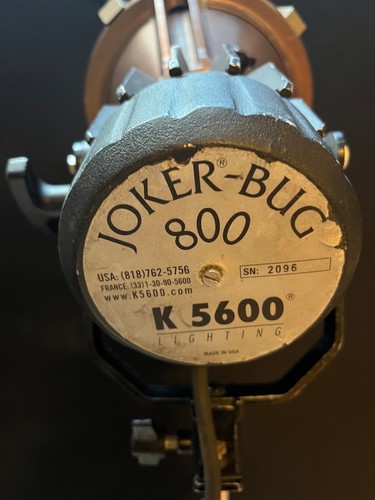 JOKER®-BUG
800
USA: (818)762-5756
FRANCE: (33)1-30-90-5600
www.K5600.com
SN: 2096
K 5600®
LIGHTING
MADE IN USA